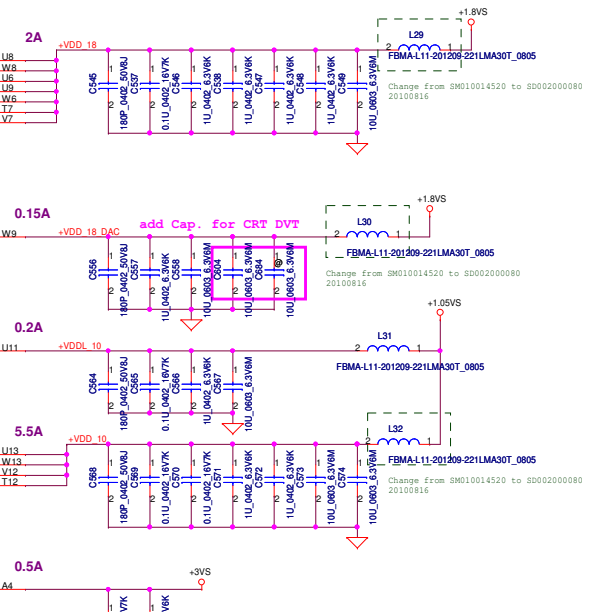 +1.8VS
2A
+VDD_18
L29
2 1
FBMA-L11-201209-221LMA30T_0805
U8
W8
U6
U9
W6
T7
V7
C545
180P_0402_50V8J
C537
0.1U_0402_16V7K
C546
1U_0402_6.3V6K
C538
1U_0402_6.3V6K
C547
1U_0402_6.3V6K
C548
1U_0402_6.3V6K
C549
10U_0603_6.3V6M
Change from SM010014520 to SD002000080
20100816
+1.8VS
0.15A
add Cap. for CRT DVT
L30
W9
+VDD_18_DAC
2 1
FBMA-L11-201209-221LMA30T_0805
C556
180P_0402_50V8J
C557
1U_0402_6.3V6K
C558
10U_0603_6.3V6M
C604
10U_0603_6.3V6M
C684
@
10U_0603_6.3V6M
Change from SM010014520 to SD002000080
20100816
+1.05VS
0.2A
L31
U11
+VDDL_10
2 1
FBMA-L11-201209-221LMA30T_0805
C564
180P_0402_50V8J
C565
0.1U_0402_16V7K
C566
1U_0402_6.3V6K
C567
10U_0603_6.3V6M
5.5A
L32
+VDD_10
2 1
FBMA-L11-201209-221LMA30T_0805
U13
W13
V12
T12
C568
180P_0402_50V8J
C569
0.1U_0402_16V7K
C570
0.1U_0402_16V7K
C571
1U_0402_6.3V6K
C572
1U_0402_6.3V6K
C573
10U_0603_6.3V6M
C574
10U_0603_6.3V6M
Change from SM010014520 to SD002000080
20100816
0.5A
+3VS
A4
1
V7K
1
V6K